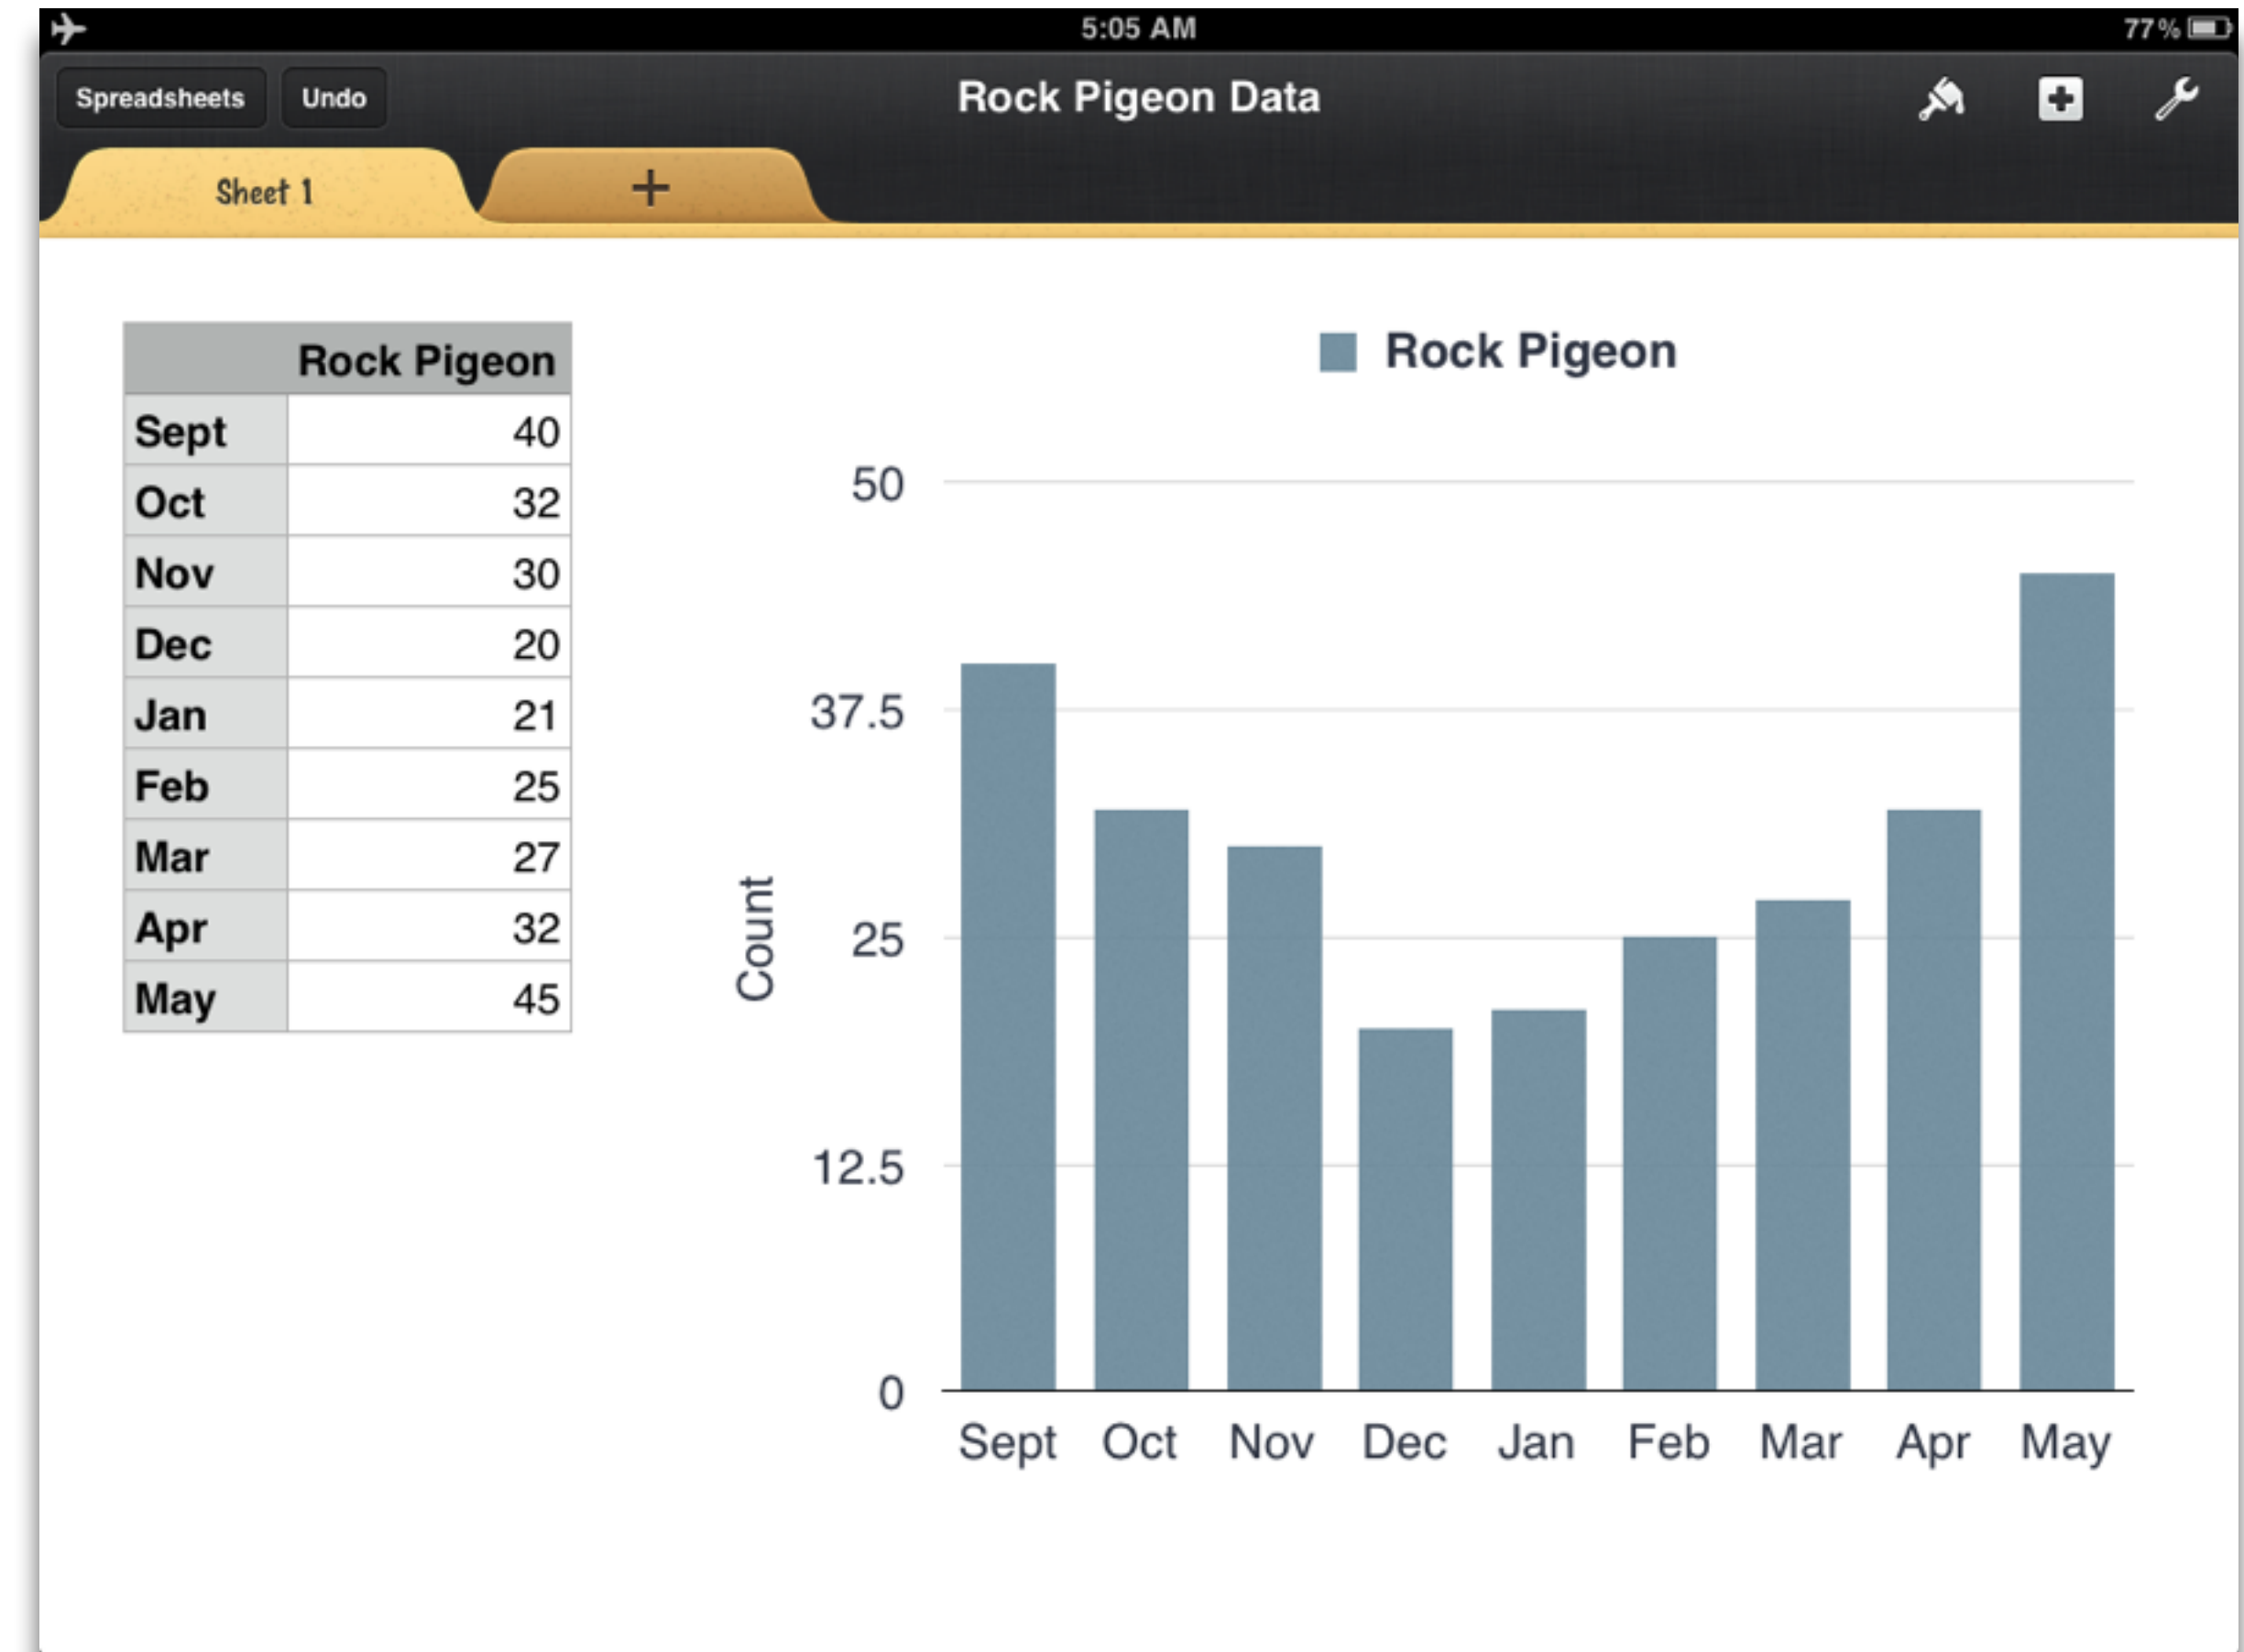 5:05 AM
77%
Spreadsheets Undo Rock Pigeon Data
Sheet 1 +
Rock Pigeon
Sept 40
Oct 32
Nov 30
Dec 20
Jan 21
Feb 25
Mar 27
Apr 32
May 45
Rock Pigeon
50
37.5
25
12.5
0
Count
Sept Oct Nov Dec Jan Feb Mar Apr May